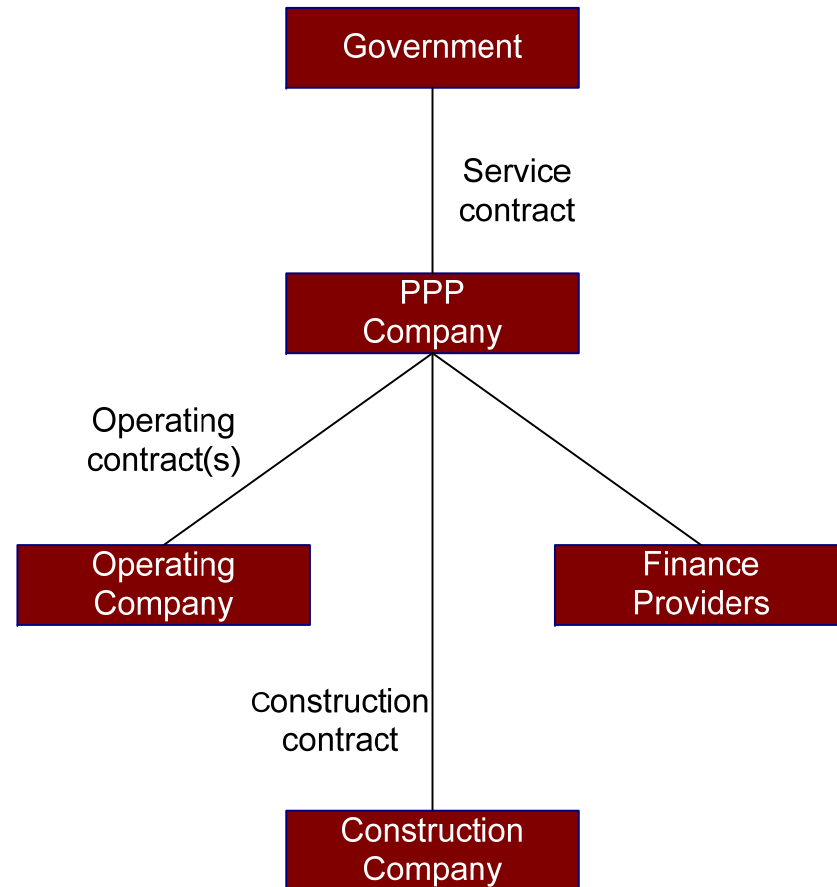 Government
Service
contract
PPP
Company
Operating
contract(s)
Operating
Company
Finance
Providers
Construction
contract
Construction
Company